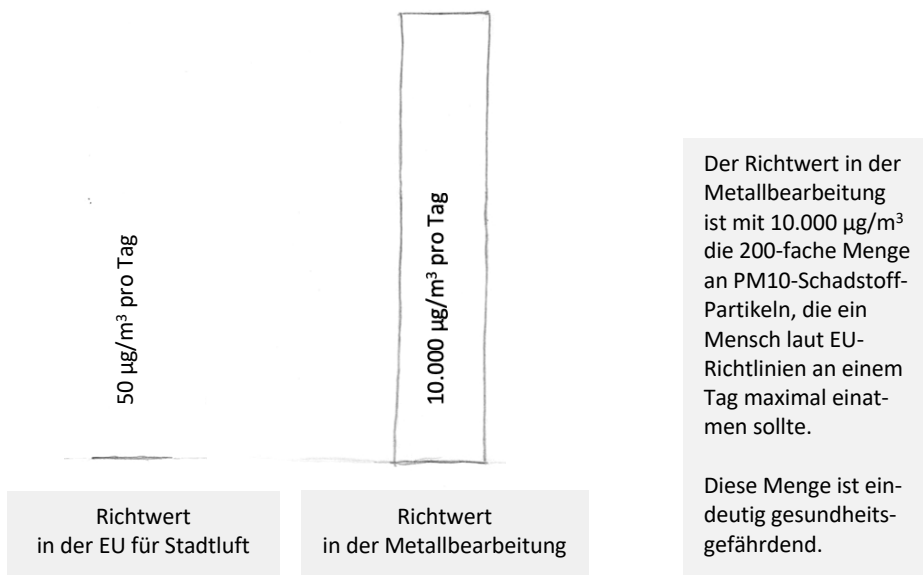 50 µg/m³ pro Tag
10.000 µg/m³ pro Tag
Richtwert
in der EU für Stadtluft
Richtwert
in der Metallbearbeitung
Der Richtwert in der
Metallbearbeitung
ist mit 10.000 µg/m³
die 200-fache Menge
an PM10-Schadstoff-
Partikeln, die ein
Mensch laut EU-
Richtlinien an einem
Tag maximal einat-
men sollte.
Diese Menge ist ein-
deutig gesundheits-
gefährdend.